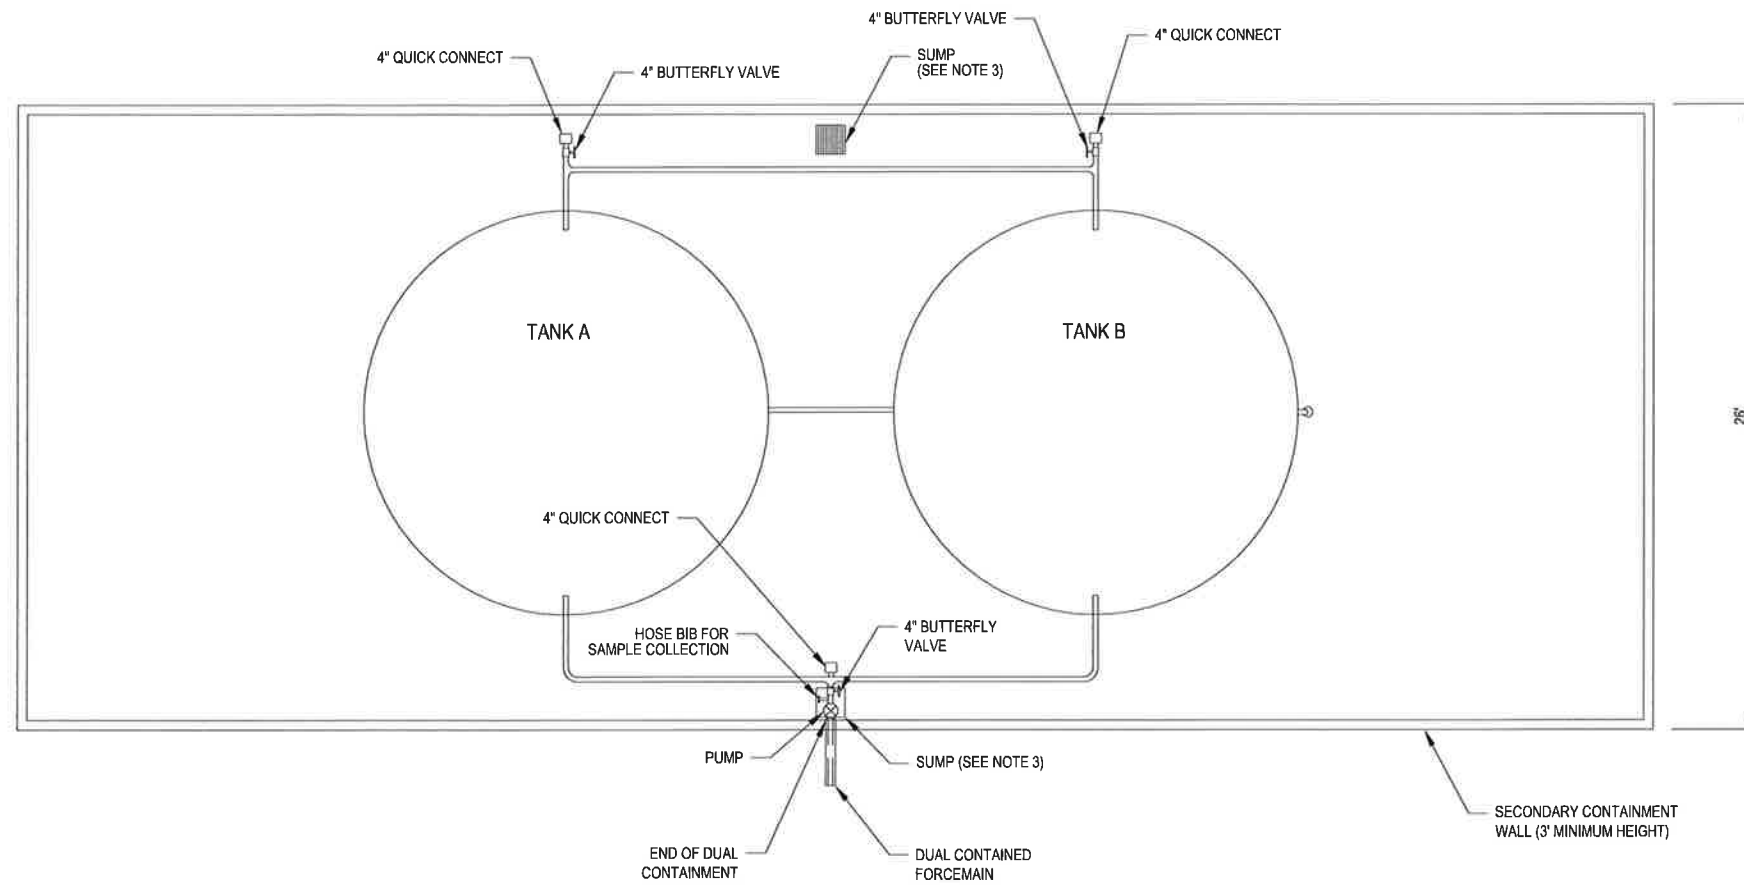 4" BUTTERFLY VALVE
4" QUICK CONNECT
4" QUICK CONNECT
SUMP
(SEE NOTE 3)
4" BUTTERFLY VALVE
TANK A
TANK B
26'
4" QUICK CONNECT
HOSE BIB FOR
SAMPLE COLLECTION
4" BUTTERFLY
VALVE
PUMP
SUMP (SEE NOTE 3)
SECONDARY CONTAINMENT
WALL (3' MINIMUM HEIGHT)
END OF DUAL
CONTAINMENT
DUAL CONTAINED
FORCEMAIN